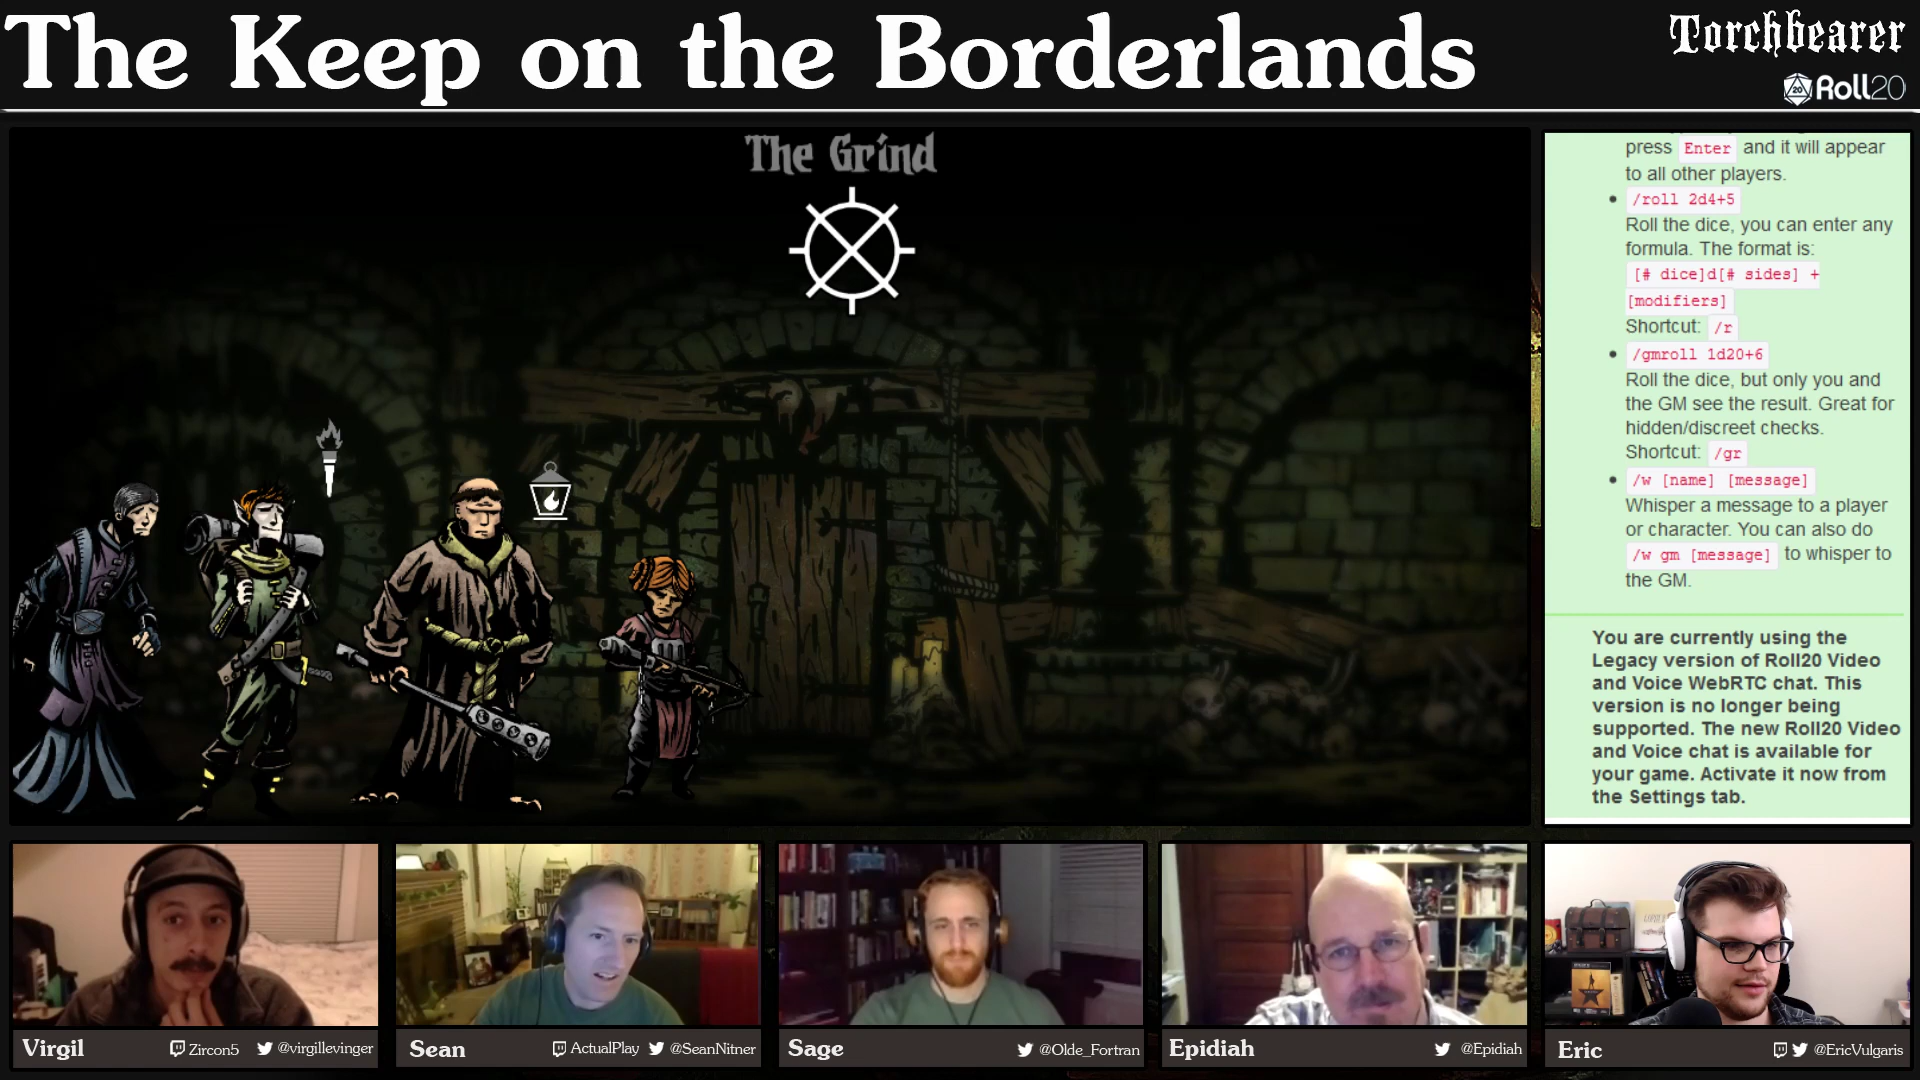 The Keep on the Borderlands
Torchbearer
20
Roll20
The Grind
press Enter and it will appear
to all other players.
/roll 2d4+5
Roll the dice, you can enter any
formula. The format is:
[# dice]d[# sides] +
[modifiers]
Shortcut: /r
/gmroll 1d20+6
Roll the dice, but only you and
the GM see the result. Great for
hidden/discreet checks.
Shortcut: /gr
/w [name] [message]
Whisper a message to a player
or character. You can also do
/w gm [message] to whisper to
the GM.
You are currently using the
Legacy version of Roll20 Video
and Voice WebRTC chat. This
version is no longer being
supported. The new Roll20 Video
and Voice chat is available for
your game. Activate it now from
the Settings tab.
Virgil Zircon5 @virgillevinger
Sean ActualPlay @SeanNitner
Sage @Olde_Fortran
Epidiah @Epidiah
Eric @EricVulgaris